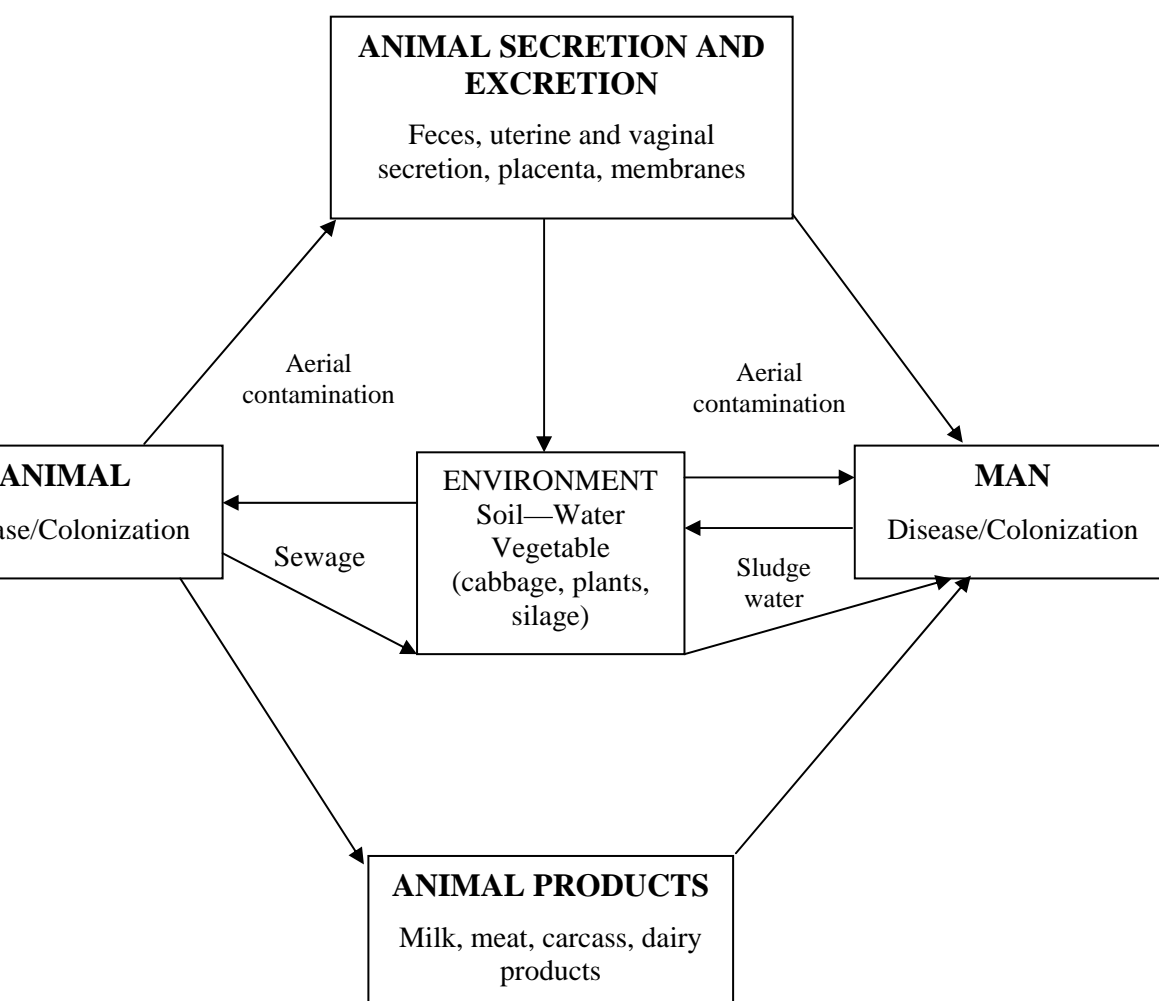 ANIMAL SECRETION AND
EXCRETION
Feces, uterine and vaginal
secretion, placenta, membranes
Aerial
contamination
Aerial
contamination
ANIMAL
/Colonization
Sewage
ENVIRONMENT
Soil—Water
Vegetable
(cabbage, plants,
silage)
MAN
Disease/Colonization
Sludge
water
ANIMAL PRODUCTS
Milk, meat, carcass, dairy
products